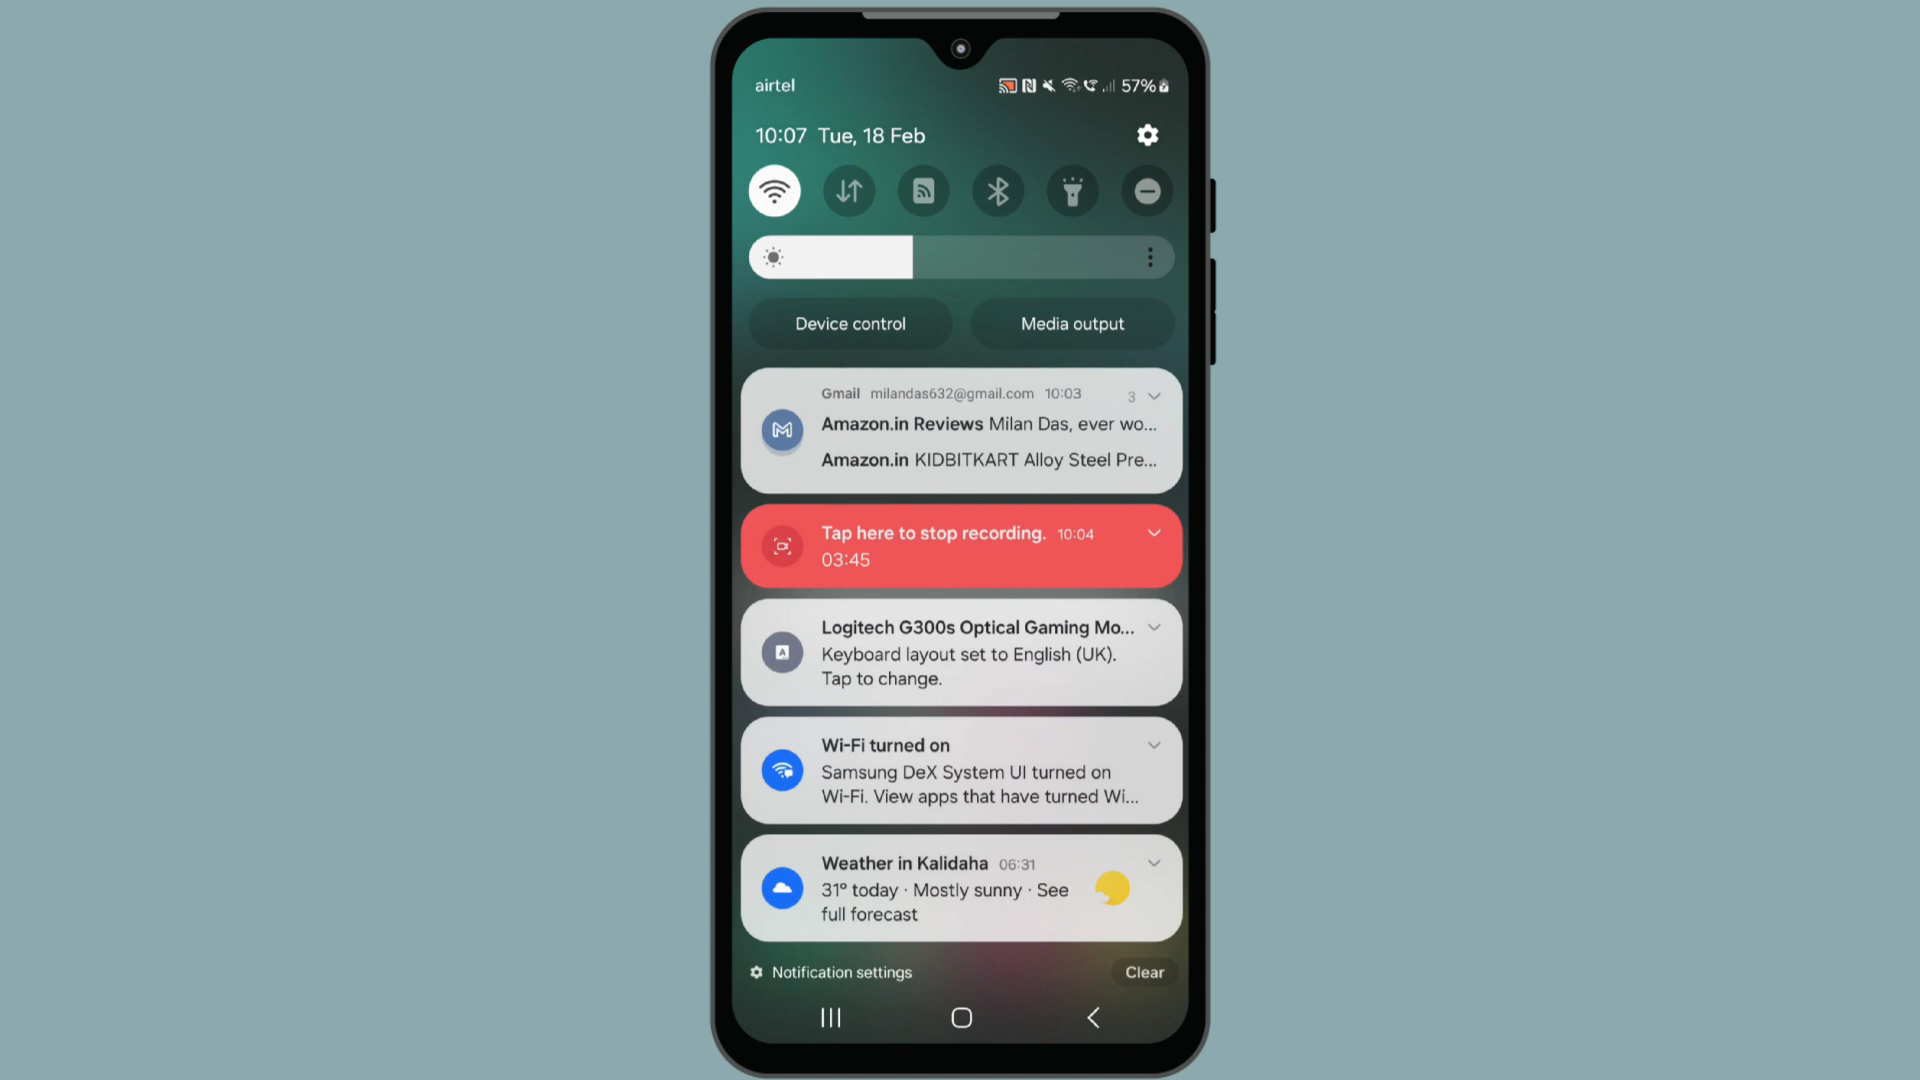 airtel
57%
10:07 Tue, 18 Feb
Device control
Media output
Gmail milandas632@gmail.com 10:03
3
Amazon.in Reviews Milan Das, ever wo...
Amazon.in KIDBITKART Alloy Steel Pre...
Tap here to stop recording. 10:04
03:45
Logitech G300s Optical Gaming Mo...
Keyboard layout set to English (UK).
Tap to change.
Wi-Fi turned on
Samsung DeX System UI turned on
Wi-Fi. View apps that have turned Wi...
Weather in Kalidaha 06:31
31° today · Mostly sunny · See
full forecast
Notification settings
Clear